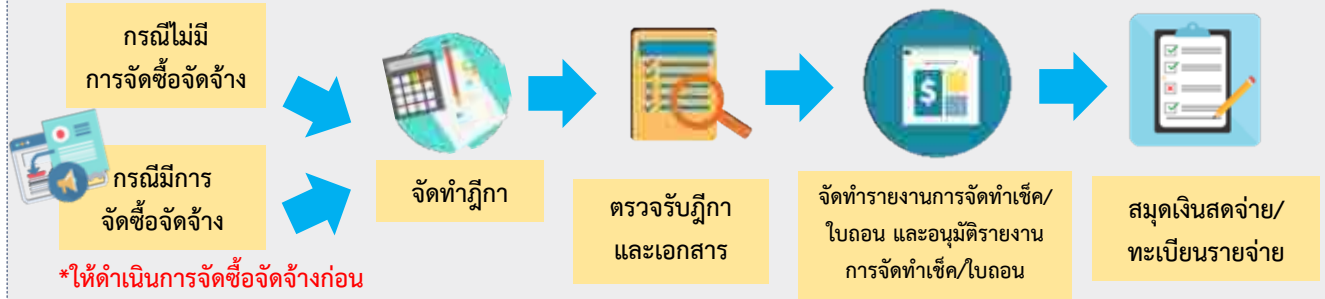 กรณีไม่มี
การจัดซื้อจัดจ้าง
กรณีมีการ
จัดซื้อจัดจ้าง
*ให้ดำเนินการจัดซื้อจัดจ้างก่อน
จัดทำฎีกา
ตรวจรับฎีกา
และเอกสาร
จัดทำรายงานการจัดทำเช็ค/
ใบถอน และอนุมัติรายงาน
การจัดทำเช็ค/ใบถอน
สมุดเงินสดจ่าย/
ทะเบียนรายจ่าย